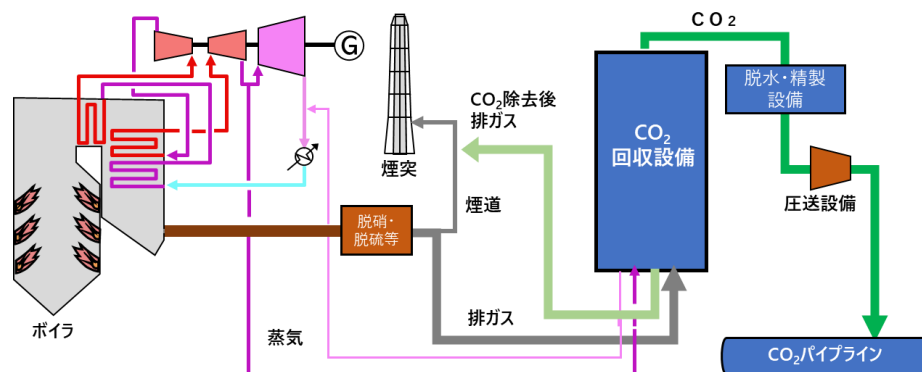 CO₂
G
脱水・精製
設備
CO₂除去後
排ガス
CO₂
回収設備
煙突
圧送設備
煙道
脱硝・
脱硫等
排ガス
ボイラ
蒸気
CO₂パイプライン